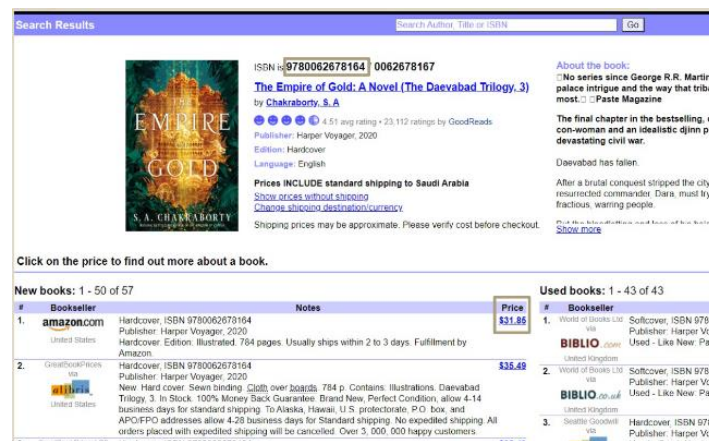 Search Results
Search Author, Title or ISBN
Go
ISBN is 9780062678164 / 0062678167
The Empire of Gold: A Novel (The Daevabad Trilogy, 3)
by Chakraborty, S. A
4.51 avg rating • 23,112 ratings by GoodReads
Publisher: Harper Voyager, 2020
Edition: Hardcover
Language: English
Prices INCLUDE standard shipping to Saudi Arabia
Show prices without shipping
Change shipping destination/currency
Shipping prices may be approximate. Please verify cost before checkout.
THE
EMPIRE
OF
GOLD
S. A. CHAKRABORTY
About the book:
No series since George R.R. Martin
palace intrigue and the way that triba
most. Paste Magazine
The final chapter in the bestselling,
con-woman and an idealistic djinn p
devastating civil war.
Daevabad has fallen.
After a brutal conquest stripped the city
resurrected commander. Dara, must try
fractious, warring people.
Show more
Click on the price to find out more about a book.
New books: 1 - 50 of 57
# Bookseller Notes Price
1. amazon.com
United States
Hardcover, ISBN 9780062678164
Publisher: Harper Voyager, 2020
Hardcover. Edition: Illustrated. 784 pages. Usually ships within 2 to 3 days. Fulfillment by
Amazon.
$31.85
2. GreatBookPrices
via
alibris
United States
Hardcover, ISBN 9780062678164
Publisher: Harper Voyager, 2020
New. Hard cover. Sewn binding. Cloth over boards. 784 p. Contains: Illustrations. Daevabad
Trilogy, 3. In Stock. 100% Money Back Guarantee. Brand New, Perfect Condition, allow 4-14
business days for standard shipping. To Alaska, Hawaii, U.S. protectorate, P.O. box, and
APO/FPO addresses allow 4-28 business days for Standard shipping. No expedited shipping. All
orders placed with expedited shipping will be cancelled. Over 3, 000, 000 happy customers
$35.49
Used books: 1 - 43 of 43
# Bookseller
1. World of Books Ltd
via
BIBLIO.com
United Kingdom
Softcover, ISBN 978
Publisher: Harper Vo
Used - Like New: Pa
2. World of Books Ltd
via
BIBLIO.co.uk
United Kingdom
Softcover, ISBN 978
Publisher: Harper Vo
Used - Like New: Pa
3. Seattle Goodwill
via
Hardcover, ISBN 978
Publisher: Harper Vo